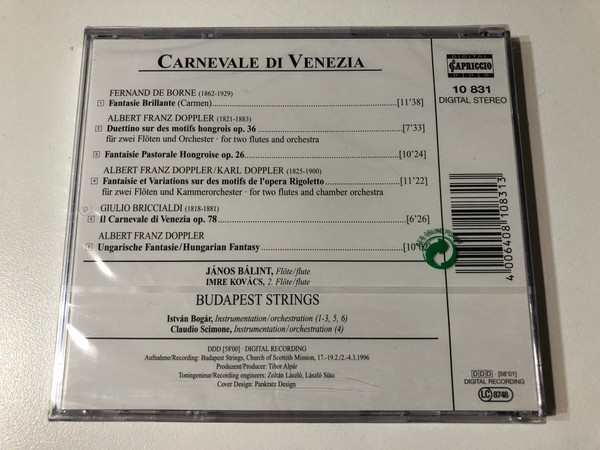 CARNEVALE DI VENEZIA
FERNAND DE BORNE (1862-1929)
1 Fantasie Brillante (Carmen) [11'38]
ALBERT FRANZ DOPPLER (1821-1883)
2 Duettino sur des motifs hongrois op. 36 [7'33]
für zwei Flöten und Orchester · for two flutes and orchestra
3 Fantaisie Pastorale Hongroise op. 26 [10'24]
ALBERT FRANZ DOPPLER/KARL DOPPLER (1825-1900)
4 Fantaisie et Variations sur des motifs de l'opera Rigoletto [11'22]
für zwei Flöten und Kammerorchester · for two flutes and chamber orchestra
GIULIO BRICCIALDI (1818-1881)
5 Il Carnevale di Venezia op. 78 [6'26]
ALBERT FRANZ DOPPLER
6 Ungarische Fantasie/Hungarian Fantasy [10'02]
JÁNOS BÁLINT, Flöte/flute
IMRE KOVÁCS, 2. Flöte/flute
BUDAPEST STRINGS
István Bogár, Instrumentation/orchestration (1-3, 5, 6)
Claudio Scimone, Instrumentation/orchestration (4)
DDD [58'00] · DIGITAL RECORDING
Aufnahme/Recording: Budapest Strings, Church of Scottish Mission, 17.-19.2./2.-4.3.1996
Produzent/Producer: Tibor Alpár
Toningenieur/Recording engineers: Zoltán László, László Süto
Cover Design: Pankratz Design
DIGITAL
CAPRICCIO
10 831
DIGITAL STEREO
4 006408 108313
DER GRÜNE PUNKT
DDD · [58'01]
DIGITAL RECORDING
LC 8748